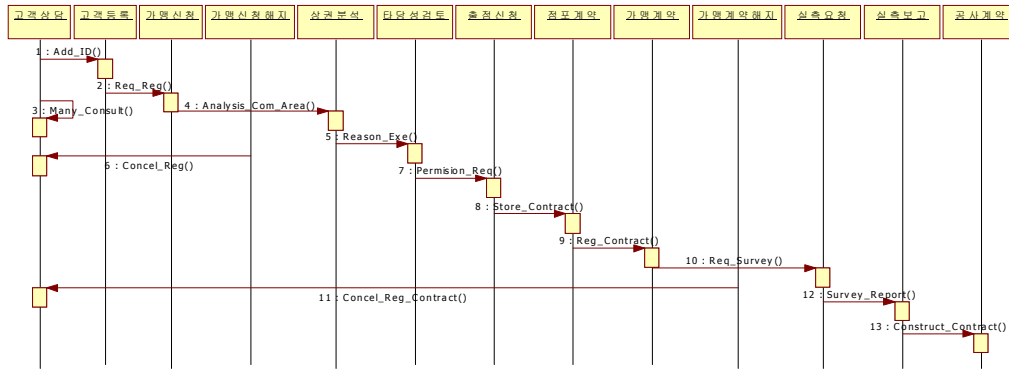 고객상담 고객등록 가맹신청 가맹신청해지 상권분석 타당성검토 출점신청 점포계약 가맹계약 가맹계약해지 실측요청 실측보고 공사계약
1 : Add_ID()
2 : Req_Reg()
3 : Many_Consult()
4 : Analysis_Com_Area()
5 : Reason_Exe()
6 : Concel_Reg()
7 : Permision_Req()
8 : Store_Contract()
9 : Reg_Contract()
10 : Req_Survey()
11 : Concel_Reg_Contract()
12 : Survey_Report()
13 : Construct_Contract()